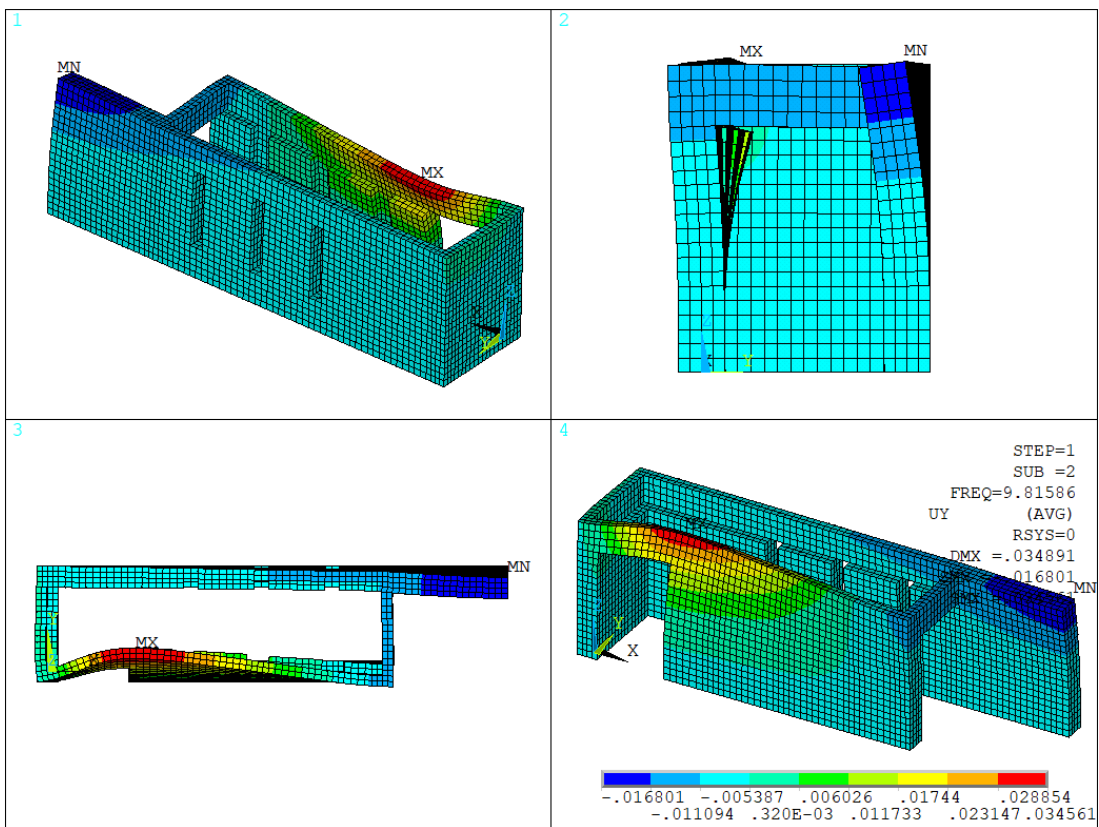 1
MN
MX
2
MX
MN
Z
Y
3
MN
MX
4
STEP=1
SUB =2
FREQ=9.81586
UY (AVG)
RSYS=0
DMX =.034891
.016801
MN
Y
X
-.016801 -.005387 .006026 .01744 .028854
-.011094 .320E-03 .011733 .023147 .034561